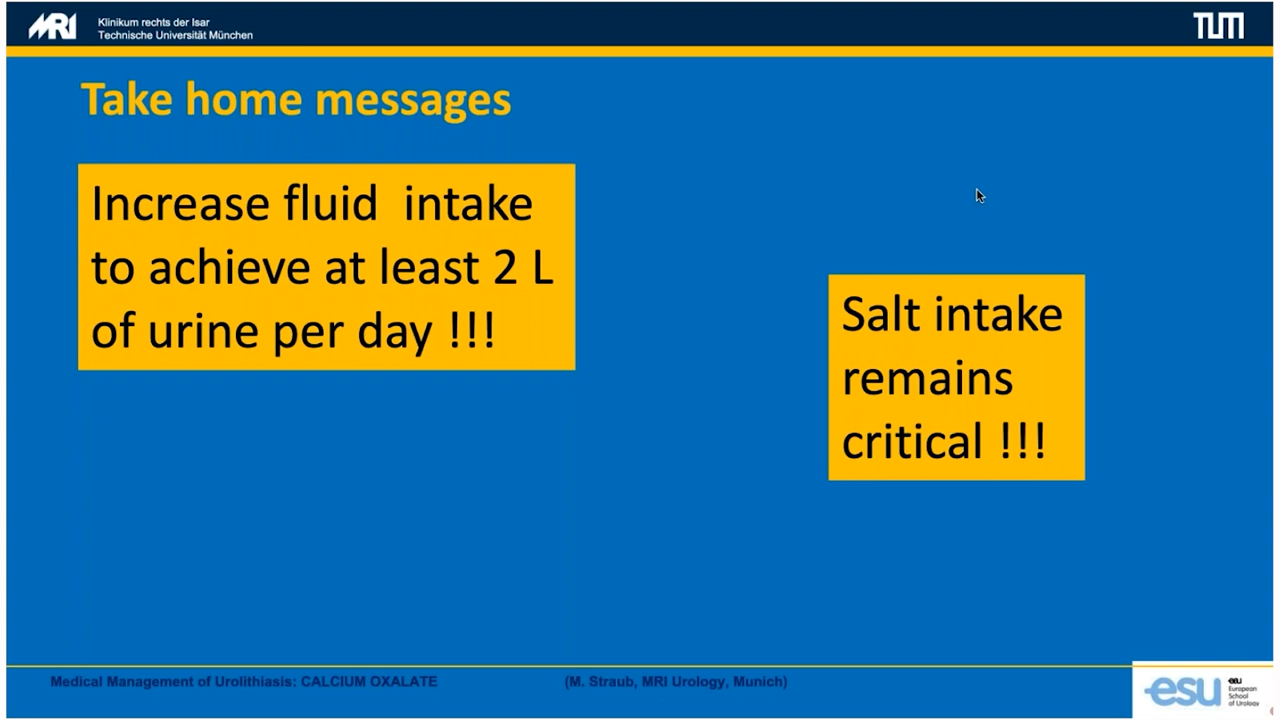 MRI
Klinikum rechts der Isar
Technische Universität München
TUM
Take home messages
Increase fluid intake
to achieve at least 2 L
of urine per day !!!
Salt intake
remains
critical !!!
Medical Management of Urolithiasis: CALCIUM OXALATE
(M. Straub, MRI Urology, Munich)
esu
eau
European
School
of Urology